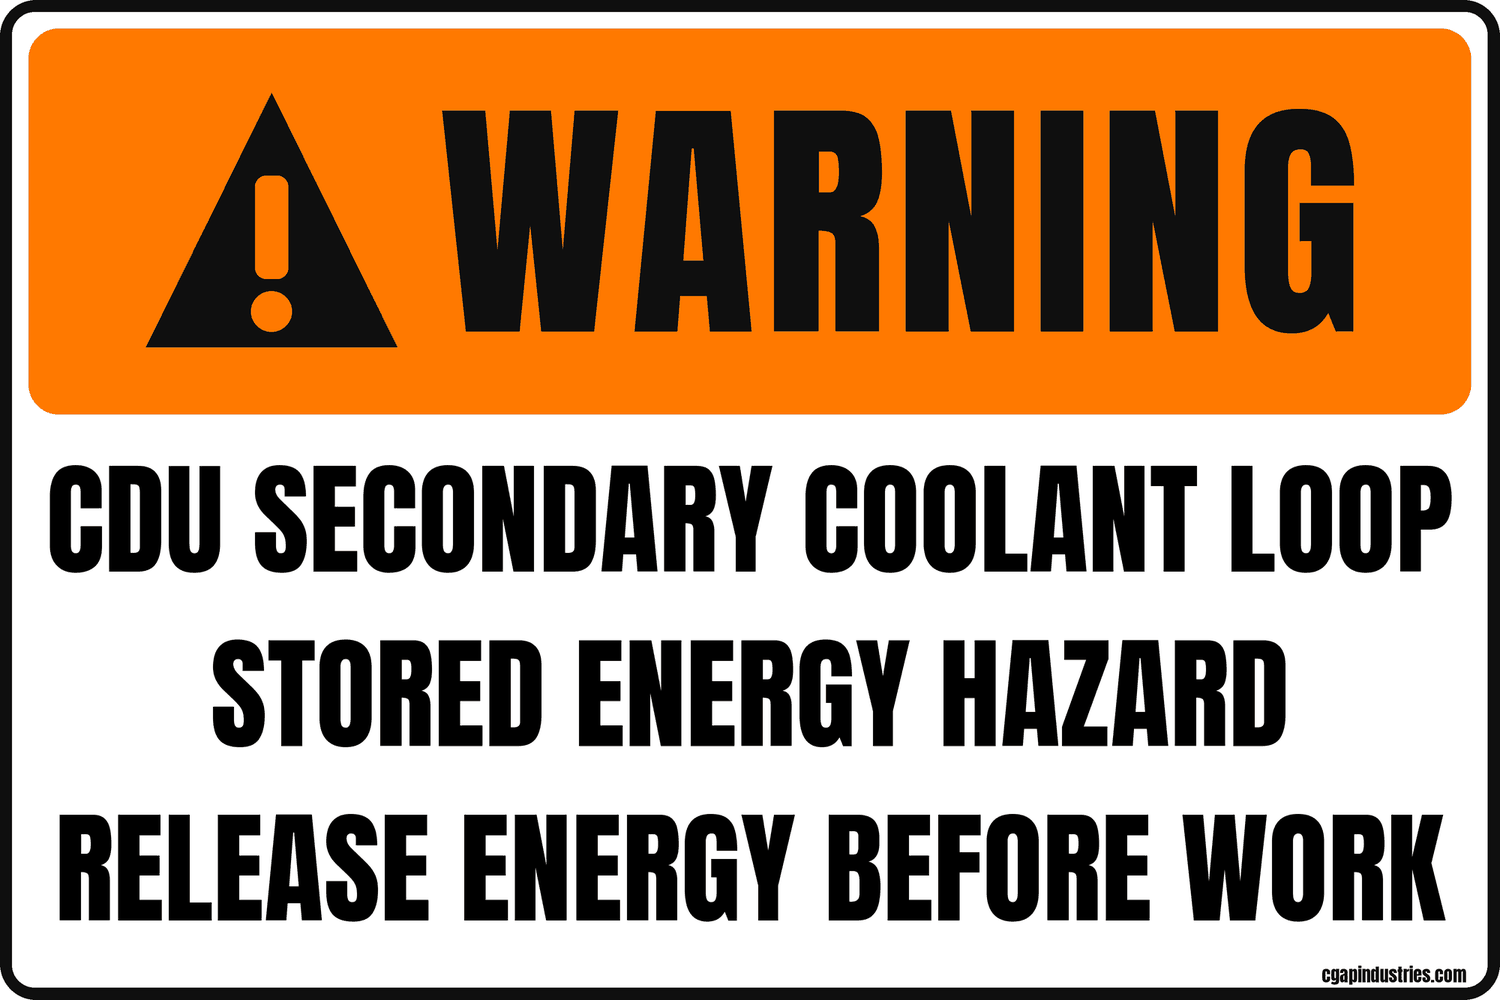 WARNING
CDU SECONDARY COOLANT LOOP
STORED ENERGY HAZARD
RELEASE ENERGY BEFORE WORK
cgapindustries.com